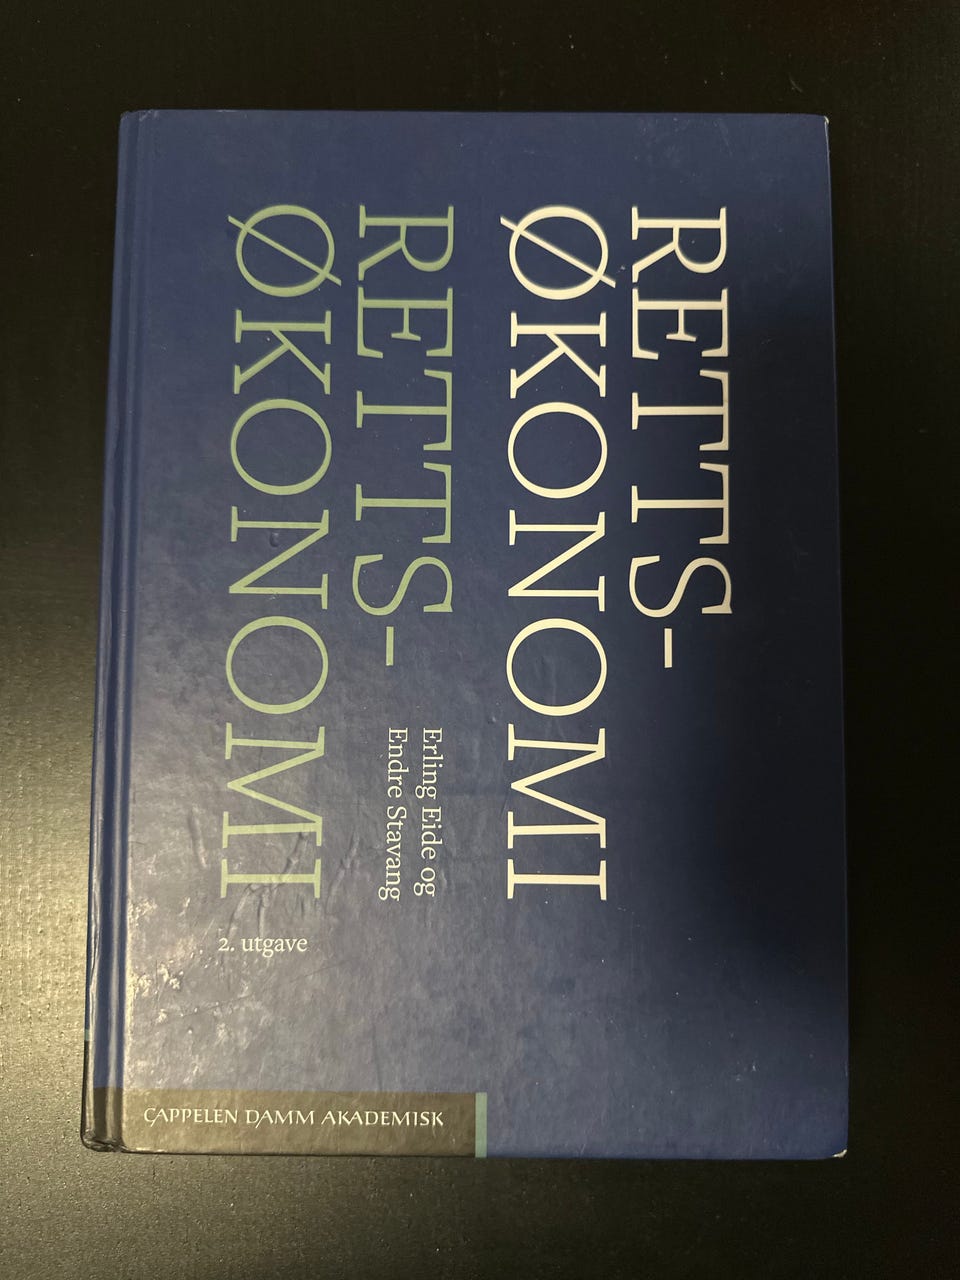 RETTS-
ØKONOMI
RETTS-
ØKONOMI
Erling Eide og
Endre Stavang
2. utgave
CAPPELEN DAMM AKADEMISK